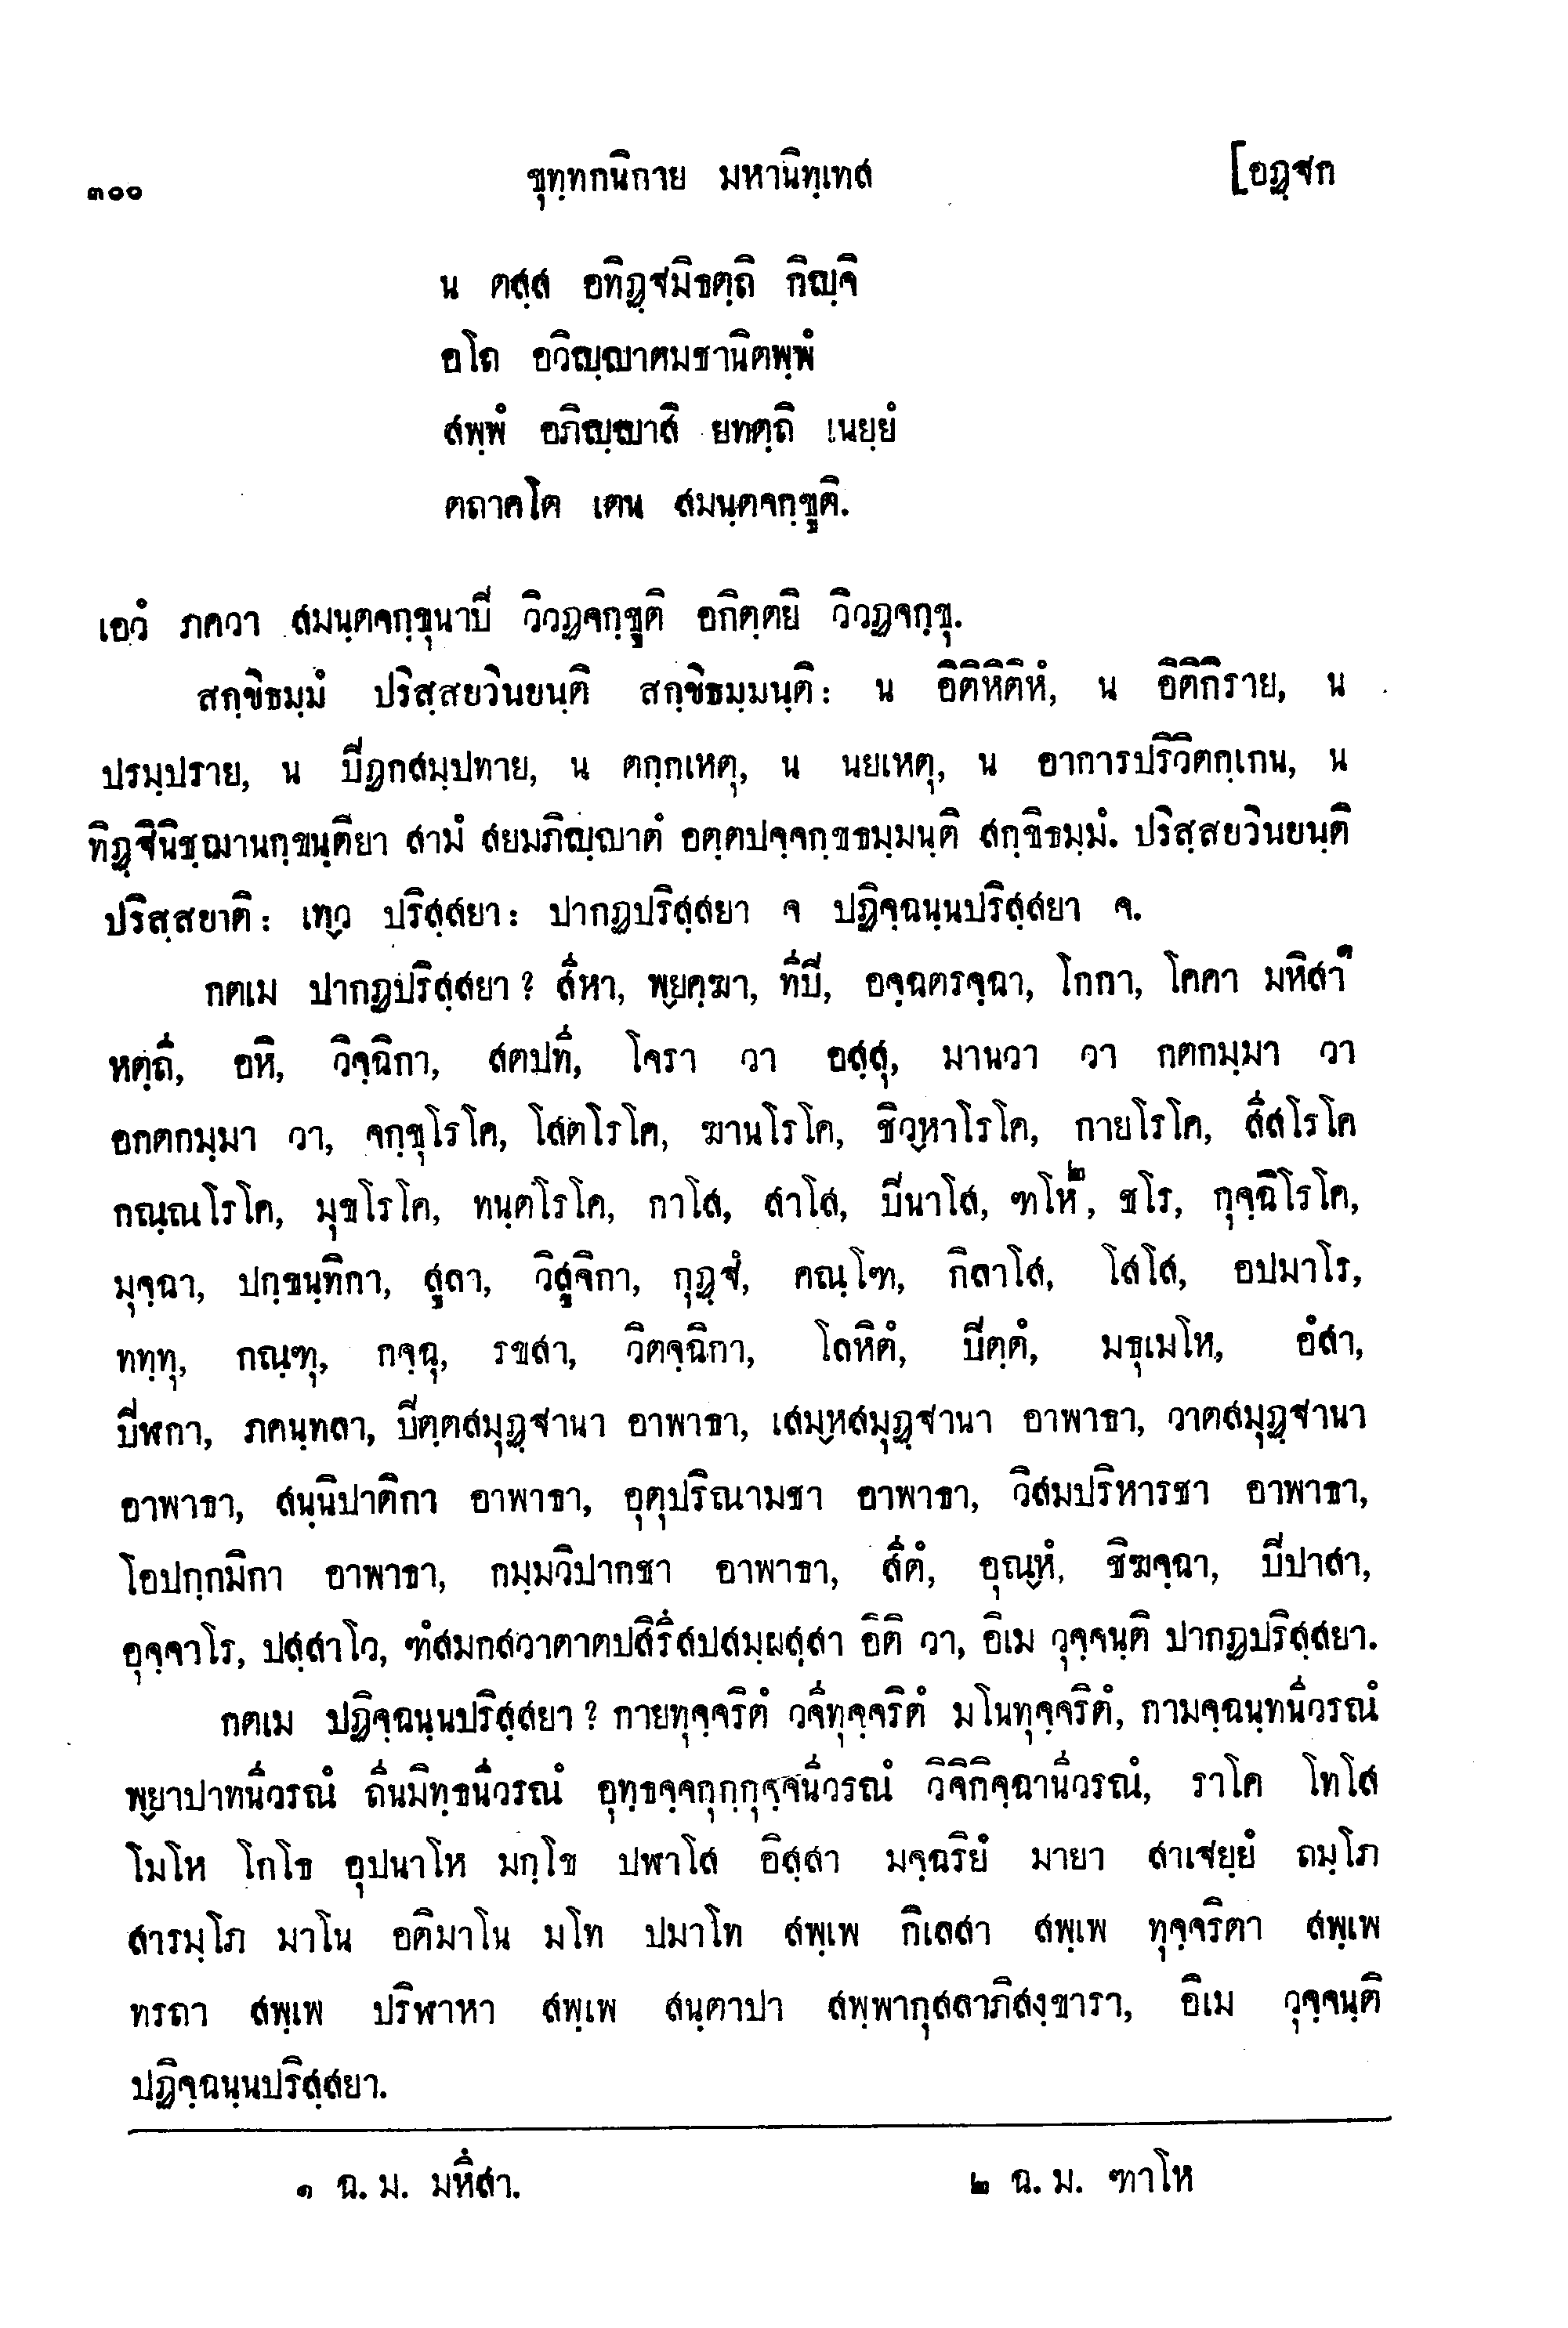 ๓๐๐ ขุทฺทกนิกาย มหานิทฺเทส [อฏฺฐก
น ตสฺส อทิฏฺฐมิธตฺถิ กิญฺจิ
อโถ อวิญฺญาตมชานิตพฺพํ
สพฺพํ อภิญฺญาสิ ยทตฺถิ เนยฺยํ
ตถาคโต เตน สมนฺตจกฺขูติ.
เอวํ ภควา สมนฺตจกฺขุนาปิ วิวฏจกฺขูติ อกิตฺตยิ วิวฏจกฺขุ.
สกฺขิธมฺมํ ปริสฺสยวินยนฺติ สกฺขิธมฺมนฺติ: น อิติหิติหํ, น อิติกิราย, น
ปรมฺปราย, น ปิฏกสมฺปทาย, น ตกฺกเหตุ, น นยเหตุ, น อาการปริวิตกฺเกน, น
ทิฏฺฐินิชฺฌานกฺขนฺติยา สามํ สยมภิญฺญาตํ อตฺตปจฺจกฺขธมฺมนฺติ สกฺขิธมฺมํ. ปริสฺสยวินยนฺติ
ปริสฺสยาติ: เทฺว ปริสฺสยา: ปากฏปริสฺสยา จ ปฏิจฺฉนฺนปริสฺสยา จ.
กตเม ปากฏปริสฺสยา? สีหา, พฺยคฺฆา, ทีปี, อจฺฉตรจฺฉา, โกกา, โคคา มหิสา๑
หตฺถี, อหิ, วิจฺฉิกา, สตปที, โจรา วา อสฺสุ, มานวา วา กตกมฺมา วา
อกตกมฺมา วา, จกฺขุโรโค, โสตโรโค, ฆานโรโค, ชิวฺหาโรโค, กายโรโค, สีสโรโค
กณฺณโรโค, มุขโรโค, ทนฺตโรโค, กาโส, สาโส, ปินาโส, ฑโห๒, ชโร, กุจฺฉิโรโค,
มุจฺฉา, ปกฺขนฺทิกา, สูลา, วิสูจิกา, กุฏฺฐํ, คณฺโฑ, กิลาโส, โสโส, อปมาโร,
ททฺทุ, กณฺฑุ, กจฺฉุ, รขสา, วิตจฺฉิกา, โลหิตํ, ปิตฺตํ, มธุเมโห, อํสา,
ปีฬกา, ภคนฺทลา, ปิตฺตสมุฏฺฐานา อาพาธา, เสมฺหสมุฏฺฐานา อาพาธา, วาตสมุฏฺฐานา
อาพาธา, สนฺนิปาติกา อาพาธา, อุตุปริณามชา อาพาธา, วิสมปริหารชา อาพาธา,
โอปกฺกมิกา อาพาธา, กมฺมวิปากชา อาพาธา, สีตํ, อุณฺหํ, ชิฆจฺฉา, ปิปาสา,
อุจฺจาโร, ปสฺสาโว, ฑํสมกสวาตาตปสิรึสปสมฺผสฺสา อิติ วา, อิเม วุจฺจนฺติ ปากฏปริสฺสยา.
กตเม ปฏิจฺฉนฺนปริสฺสยา? กายทุจฺจริตํ วจีทุจฺจริตํ มโนทุจฺจริตํ, กามจฺฉนฺทนีวรณํ
พฺยาปาทนีวรณํ ถีนมิทฺธนีวรณํ อุทฺธจฺจกุกฺกุจฺจนีวรณํ วิจิกิจฺฉานีวรณํ, ราโค โทโส
โมโห โกโธ อุปนาโห มกฺโข ปฬาโส อิสฺสา มจฺฉริยํ มายา สาเฐยฺยํ ถมฺโภ
สารมฺโภ มาโน อติมาโน มโท ปมาโท สพฺเพ กิเลสา สพฺเพ ทุจฺจริตา สพฺเพ
ทรถา สพฺเพ ปริฬาหา สพฺเพ สนฺตาปา สพฺพากุสลาภิสงฺขารา, อิเม วุจฺจนฺติ
ปฏิจฺฉนฺนปริสฺสยา.
๑ ฉ. ม. มหึสา. ๒ ฉ. ม. ฑาโห